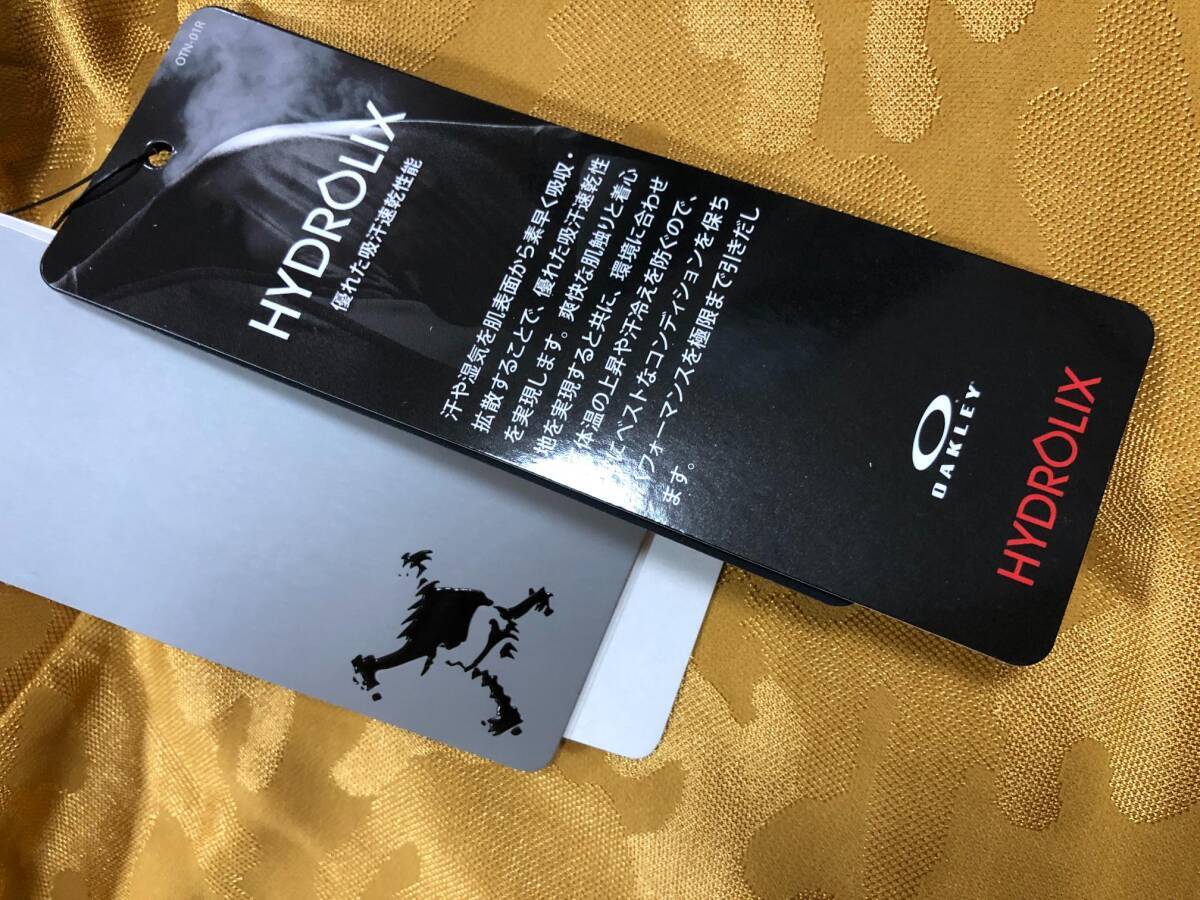 OTN-01R
HYDROLIX
優れた吸汗速乾性能
汗や湿気を肌表面から素早く吸収・
拡散することで、優れた吸汗速乾性
を実現します。爽快な肌触りと着心
地を実現すると共に、環境に合わせ
体温の上昇や汗冷えを防ぐので、
にベストなコンディションを保ち
パフォーマンスを極限まで引きだし
ます。
OAKLEY
HYDROLIX